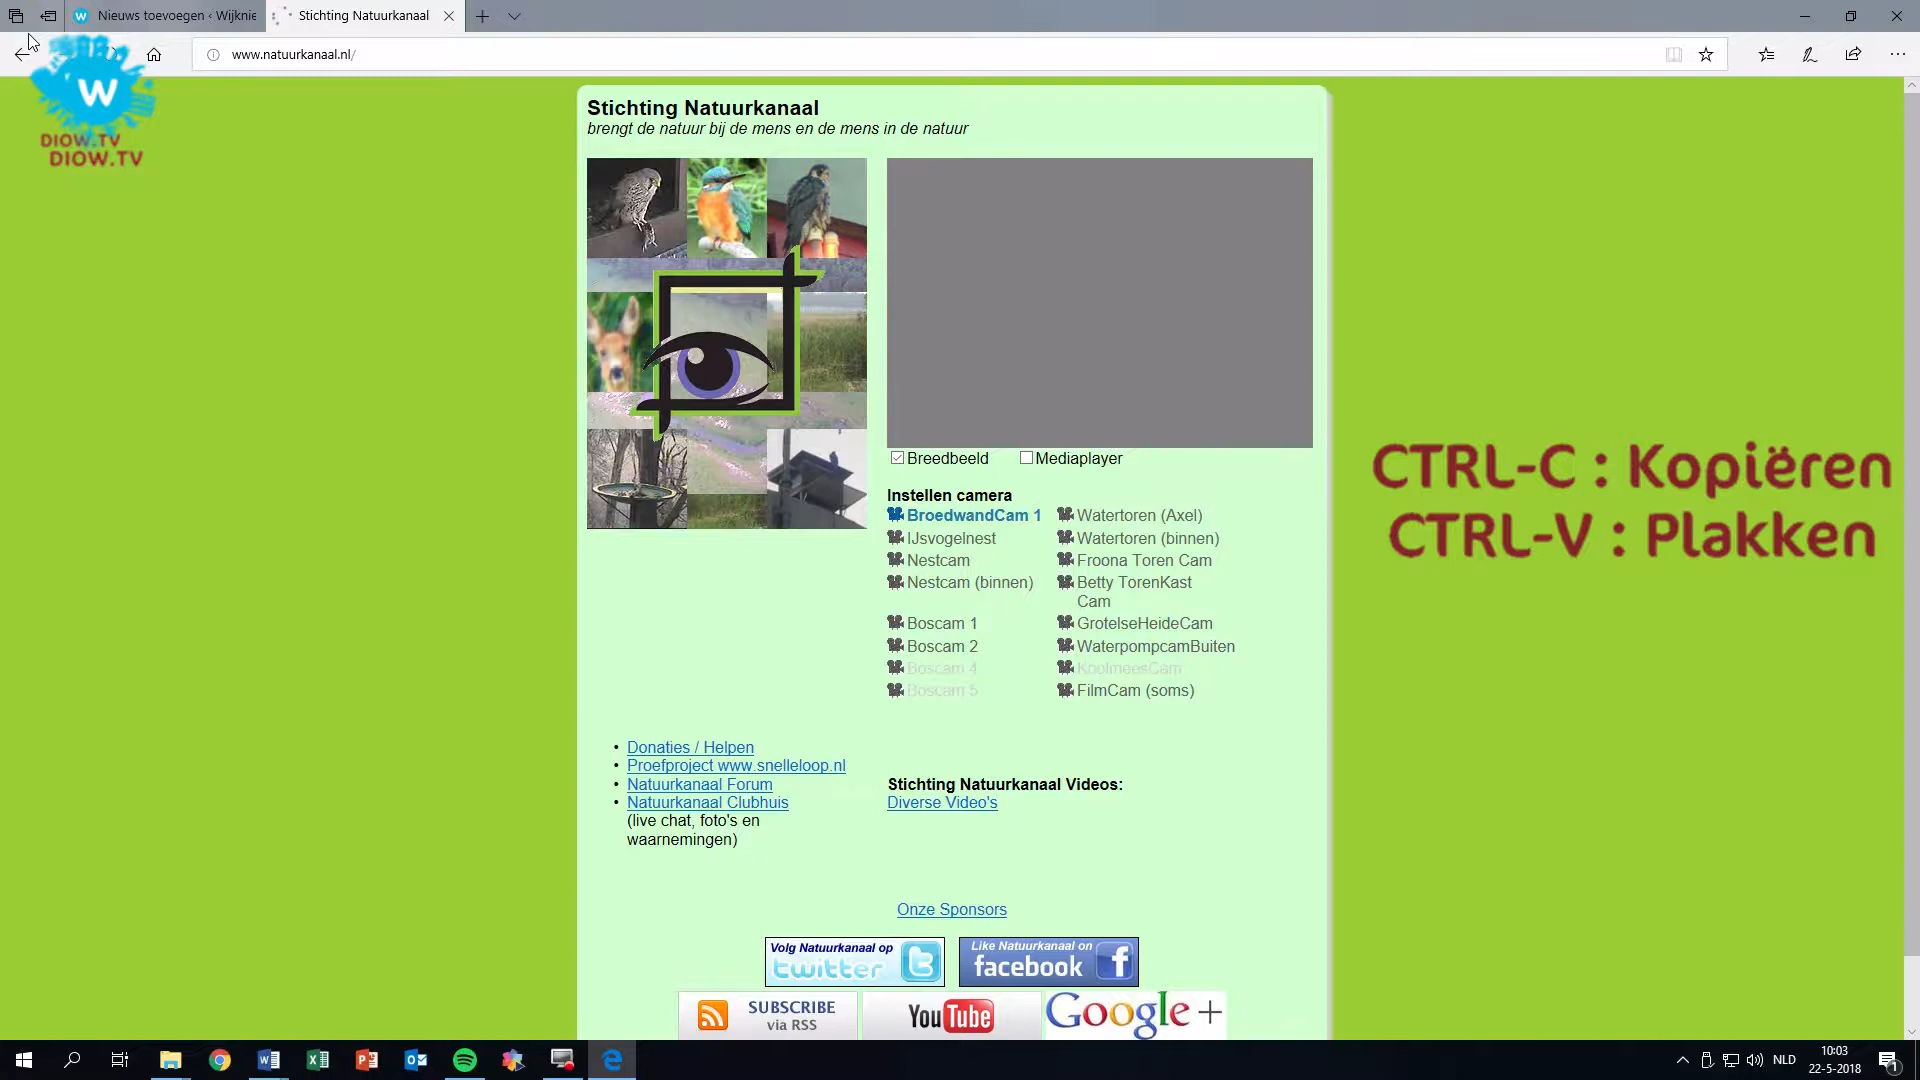 Nieuws toevoegen ‹ Wijknie
Stichting Natuurkanaal
www.natuurkanaal.nl/
W
DIOW.TV
DIOW.TV
Stichting Natuurkanaal
brengt de natuur bij de mens en de mens in de natuur
Breedbeeld
Mediaplayer
Instellen camera
BroedwandCam 1
Watertoren (Axel)
IJsvogelnest
Watertoren (binnen)
Nestcam
Froona Toren Cam
Nestcam (binnen)
Betty TorenKast
Cam
Boscam 1
GrotelseHeideCam
Boscam 2
WaterpompcamBuiten
Boscam 4
KoolmeesCam
Boscam 5
FilmCam (soms)
CTRL-C : Kopiëren
CTRL-V : Plakken
• Donaties / Helpen
• Proefproject www.snelleloop.nl
• Natuurkanaal Forum
• Natuurkanaal Clubhuis
(live chat, foto's en
waarnemingen)
Stichting Natuurkanaal Videos:
Diverse Video's
Onze Sponsors
Volg Natuurkanaal op
twitter
Like Natuurkanaal on
facebook
SUBSCRIBE
via RSS
YouTube
Google +
NLD
10:03
22-5-2018
1